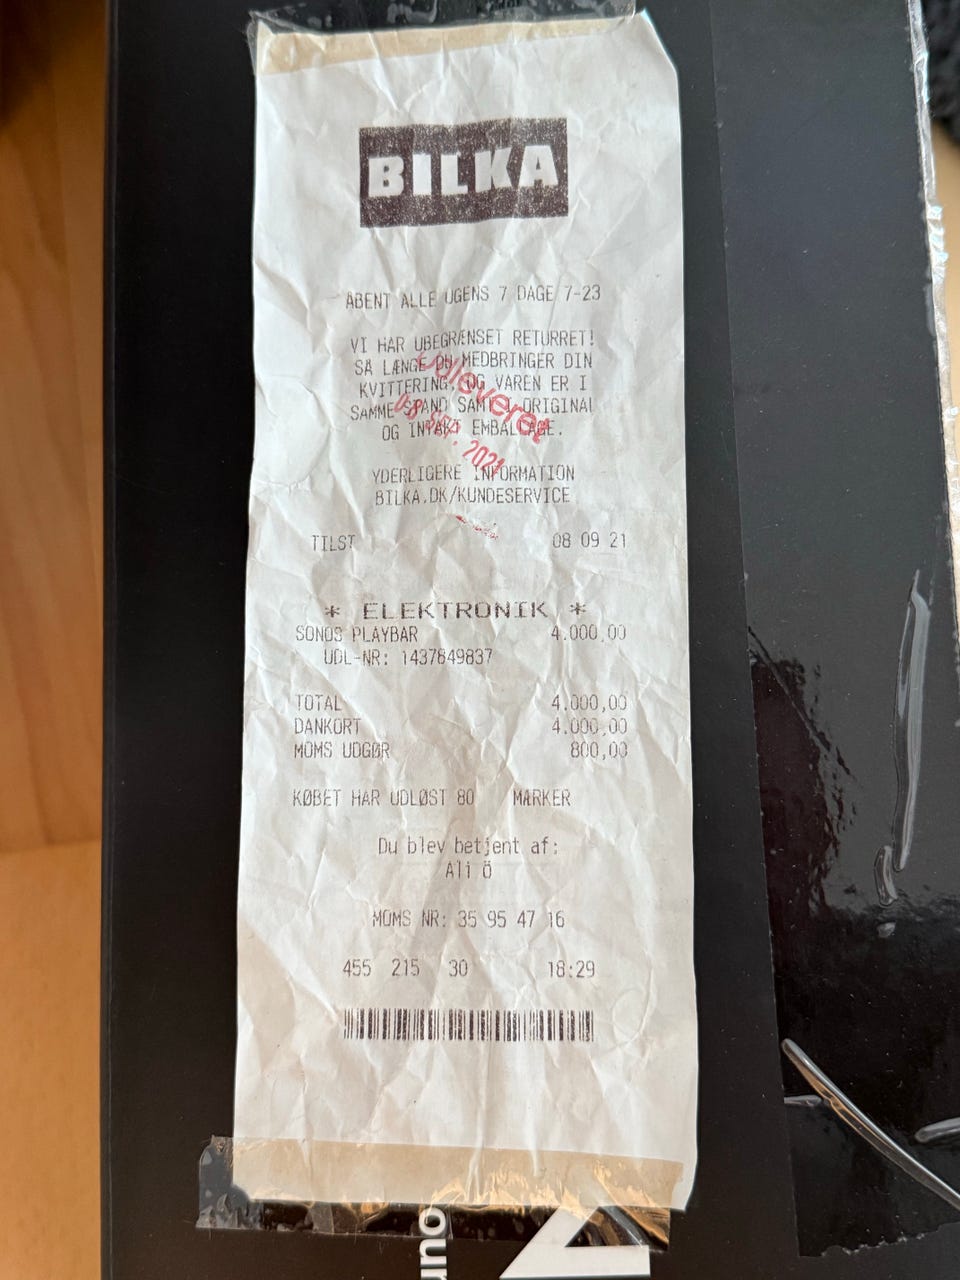 BILKA
ÅBENT ALLE UGENS 7 DAGE 7-23
VI HAR UBEGRÆNSET RETURRET!
SÅ LÆNGE DU MEDBRINGER DIN
KVITTERING, OG VAREN ER I
SAMME STAND SAMT I ORIGINAL
OG INTAKT EMBALLAGE.
Udleveret
08 SEP. 2021
YDERLIGERE INFORMATION
BILKA.DK/KUNDESERVICE
TILST 08 09 21
* ELEKTRONIK *
SONOS PLAYBAR 4.000,00
UDL-NR: 1437849837
TOTAL 4.000,00
DANKORT 4.000,00
MOMS UDGØR 800,00
KØBET HAR UDLØST 80 MÆRKER
Du blev betjent af:
Ali Ö
MOMS NR: 35 95 47 16
455 215 30 18:29